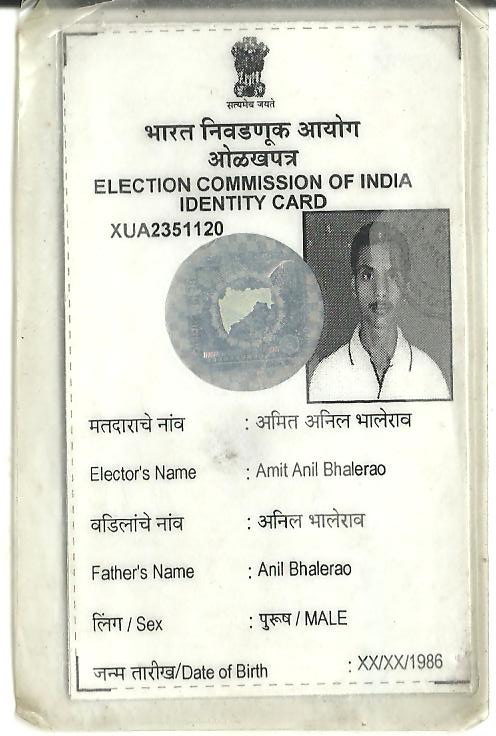 सत्यमेव जयते
भारत निवडणूक आयोग
ओळखपत्र
ELECTION COMMISSION OF INDIA
IDENTITY CARD
XUA2351120
मतदाराचे नांव : अमित अनिल भालेराव
Elector's Name : Amit Anil Bhalerao
वडिलांचे नांव : अनिल भालेराव
Father's Name : Anil Bhalerao
लिंग / Sex : पुरूष / MALE
जन्म तारीख/Date of Birth : XX/XX/1986